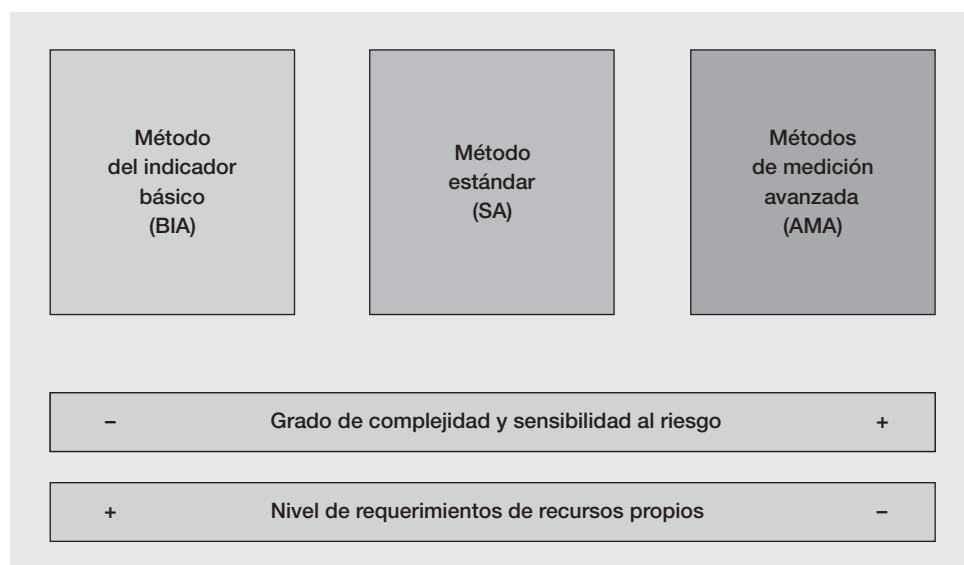 Método
del indicador
básico
(BIA)
Método
estándar
(SA)
Métodos
de medición
avanzada
(AMA)
– Grado de complejidad y sensibilidad al riesgo +
+ Nivel de requerimientos de recursos propios –